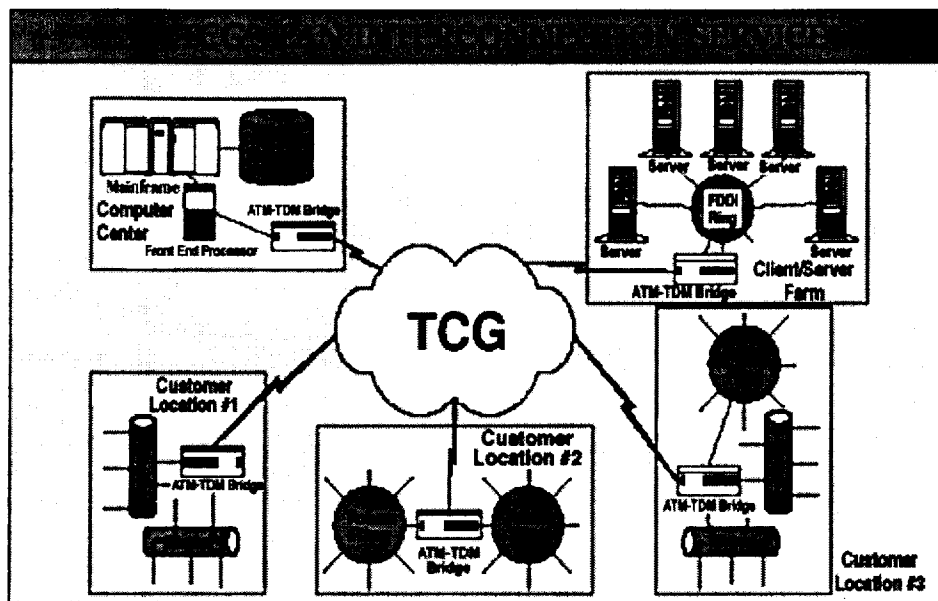 Mainframe
Computer
Center
Front End Processor
ATM-TDM Bridge
Server
Server
Server
FDDI
Ring
Server
Server
ATM-TDM Bridge
Client/Server
Farm
TCG
Customer
Location #1
ATM-TDM Bridge
Customer
Location #2
ATM-TDM
Bridge
ATM-TDM Bridge
Customer
Location #3